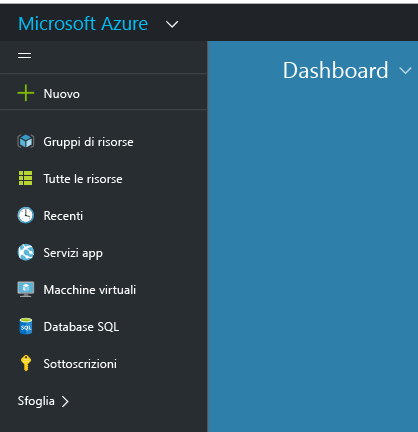 Microsoft Azure
Dashboard
Nuovo
Gruppi di risorse
Tutte le risorse
Recenti
Servizi app
Macchine virtuali
SQL
Database SQL
Sottoscrizioni
Sfoglia